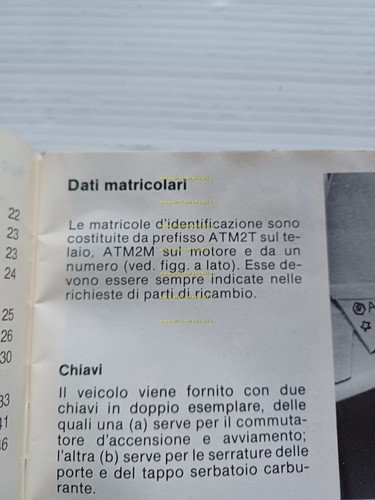 Dati matricolari
Le matricole d'identificazione sono
costituite da prefisso ATM2T sul te-
laio, ATM2M sul motore e da un
numero (ved. figg. a lato). Esse de-
vono essere sempre indicate nelle
richieste di parti di ricambio.
Chiavi
Il veicolo viene fornito con due
chiavi in doppio esemplare, delle
quali una (a) serve per il commuta-
tore d'accensione e avviamento;
l'altra (b) serve per le serrature delle
porte e del tappo serbatoio carbu-
rante.
22
23
23
24
25
26
30